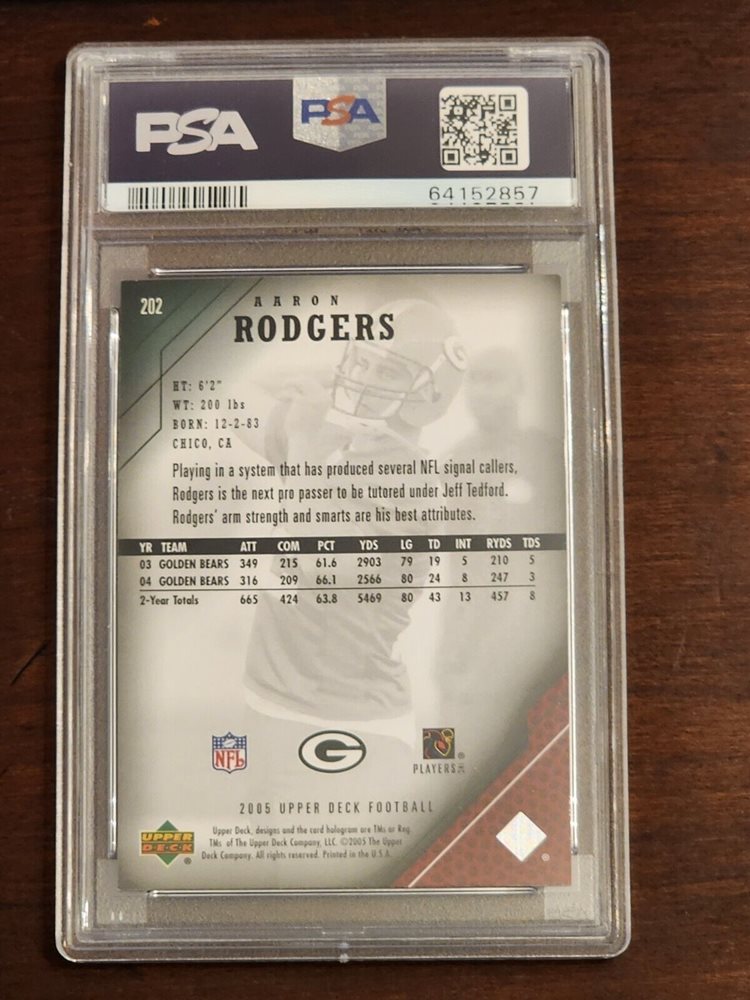 PSA
PSA
64152857
202
AARON
RODGERS
HT: 6'2"
WT: 200 lbs
BORN: 12-2-83
CHICO, CA
Playing in a system that has produced several NFL signal callers,
Rodgers is the next pro passer to be tutored under Jeff Tedford.
Rodgers' arm strength and smarts are his best attributes.
YR TEAM ATT COM PCT YDS LG TD INT RYDS TDS
03 GOLDEN BEARS 349 215 61.6 2903 79 19 5 210 5
04 GOLDEN BEARS 316 209 66.1 2566 80 24 8 247 3
2-Year Totals 665 424 63.8 5469 80 43 13 457 8
NFL
G
®
PLAYERS
2005 UPPER DECK FOOTBALL
UPPER
DECK
®
Upper Deck, designs and the card hologram are TMs or Reg.
TMs of The Upper Deck Company, LLC. ©2005 The Upper
Deck Company. All rights reserved. Printed in the U.S.A.
®